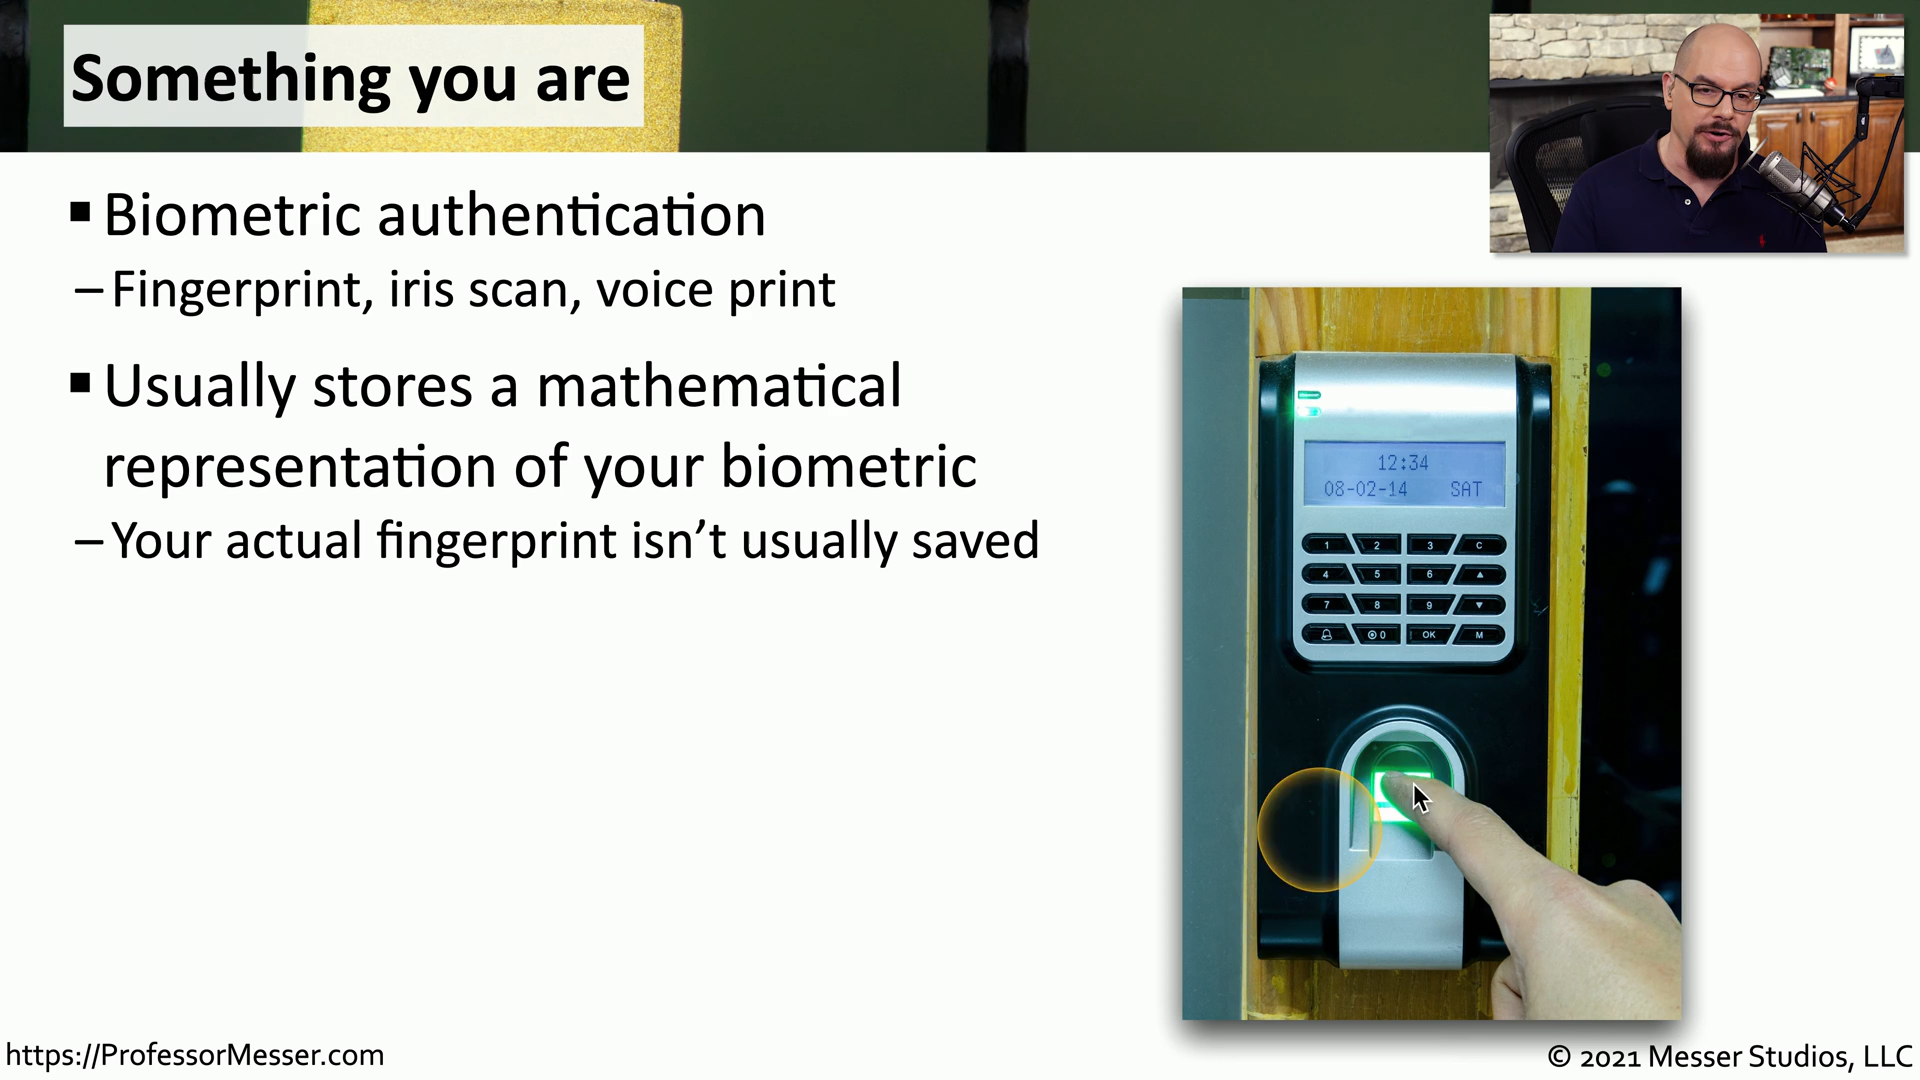 Something you are
▪ Biometric authentication
– Fingerprint, iris scan, voice print
▪ Usually stores a mathematical
representation of your biometric
– Your actual fingerprint isn’t usually saved
12:34
08-02-14 SAT
1 2 3 C
4 5 6 ▲
7 8 9 ▼
0 OK M
https://ProfessorMesser.com
© 2021 Messer Studios, LLC